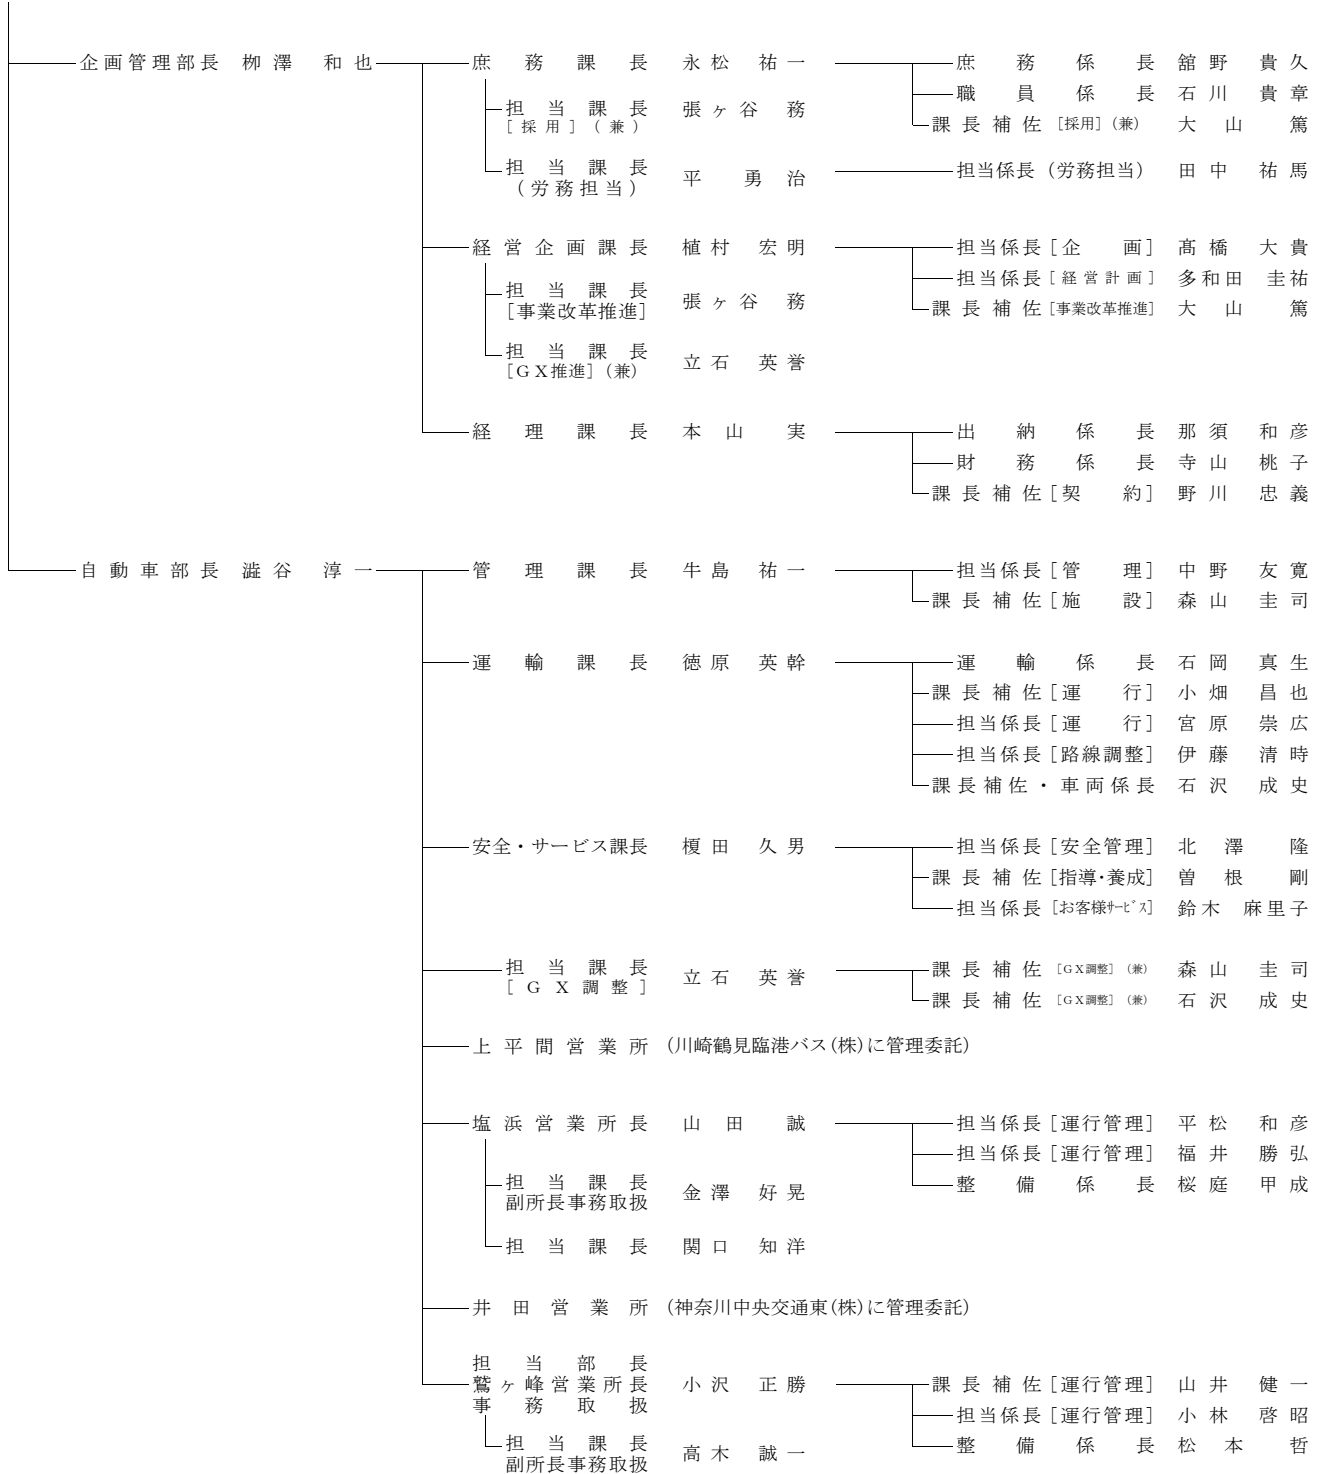 企画管理部長 栁澤 和也 庶務課長 永松 祐一 庶務係長 舘野 貴久
職員係長 石川 貴章
担当課長 張ヶ谷 務
[採用](兼)
課長補佐 [採用](兼) 大山 篤
担当課長 平 勇治 担当係長(労務担当) 田中 祐馬
(労務担当)
経営企画課長 植村 宏明 担当係長[企画] 髙橋 大貴
担当係長[経営計画] 多和田 圭祐
担当課長 張ヶ谷 務
[事業改革推進]
課長補佐[事業改革推進] 大山 篤
担当課長 立石 英誉
[GX推進](兼)
経理課長 本山 実 出納係長 那須 和彦
財務係長 寺山 桃子
課長補佐[契約] 野川 忠義
自動車部長 澁谷 淳一 管理課長 牛島 祐一 担当係長[管理] 中野 友寛
課長補佐[施設] 森山 圭司
運輸課長 徳原 英幹 運輸係長 石岡 真生
課長補佐[運行] 小畑 昌也
担当係長[運行] 宮原 崇広
担当係長[路線調整] 伊藤 清時
課長補佐・車両係長 石沢 成史
安全・サービス課長 榎田 久男 担当係長[安全管理] 北澤 隆
課長補佐[指導・養成] 曽根 剛
担当係長[お客様ｻｰﾋﾞｽ] 鈴木 麻里子
担当課長 立石 英誉 課長補佐 [GX調整](兼) 森山 圭司
[GX調整]
課長補佐 [GX調整](兼) 石沢 成史
上平間営業所 (川崎鶴見臨港バス(株)に管理委託)
塩浜営業所長 山田 誠 担当係長[運行管理] 平松 和彦
担当係長[運行管理] 福井 勝弘
担当課長 金澤 好晃 整備係長 桜庭 甲成
副所長事務取扱
担当課長 関口 知洋
井田営業所 (神奈川中央交通東(株)に管理委託)
担当部長
鷲ヶ峰営業所長 小沢 正勝 課長補佐[運行管理] 山井 健一
事務取扱
担当係長[運行管理] 小林 啓昭
担当課長 高木 誠一 整備係長 松本 哲
副所長事務取扱